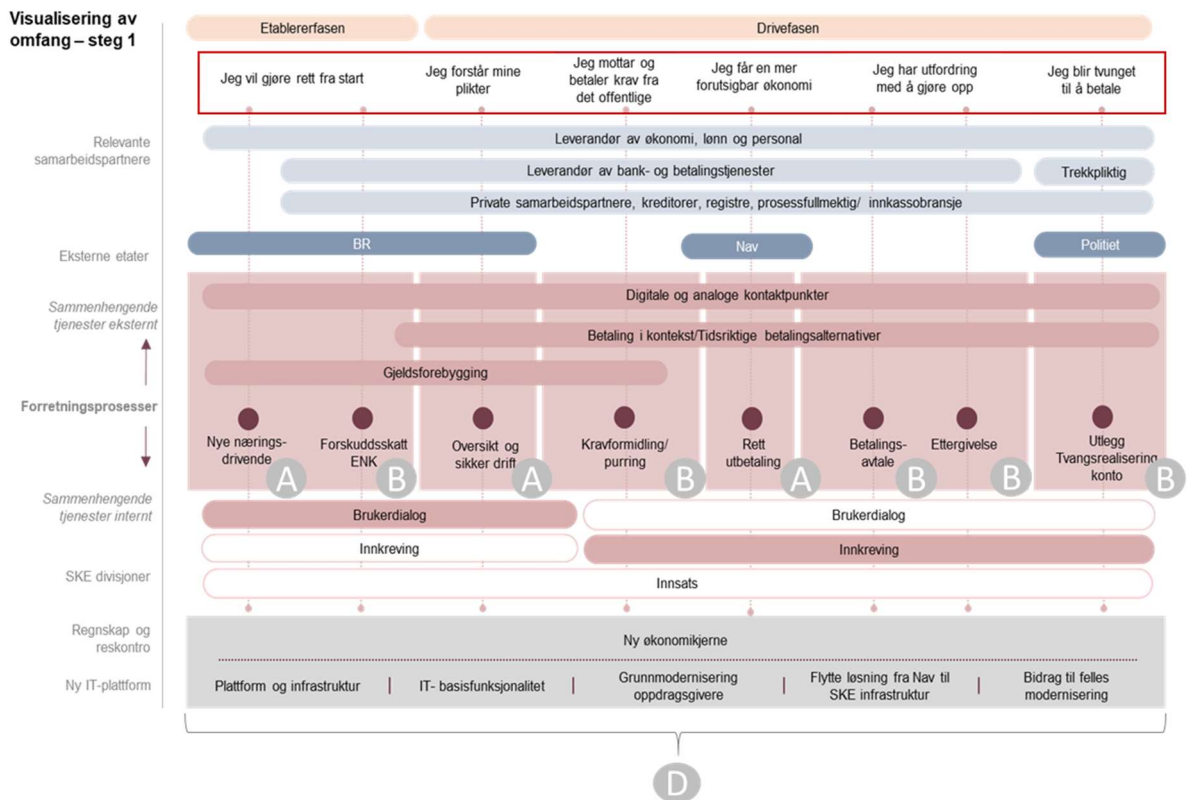 Visualisering av
omfang – steg 1
Etablererfasen
Drivefasen
Jeg vil gjøre rett fra start
Jeg forstår mine
plikter
Jeg mottar og
betaler krav fra
det offentlige
Jeg får en mer
forutsigbar økonomi
Jeg har utfordring
med å gjøre opp
Jeg blir tvunget
til å betale
Relevante
samarbeidspartnere
Leverandør av økonomi, lønn og personal
Leverandør av bank- og betalingstjenester
Trekkpliktig
Private samarbeidspartnere, kreditorer, registre, prosessfullmektig/ innkassobransje
Eksterne etater
BR
Nav
Politiet
Sammenhengende
tjenester eksternt
Digitale og analoge kontaktpunkter
Betaling i kontekst/Tidsriktige betalingsalternativer
Gjeldsforebygging
Forretningsprosesser
Nye nærings-
drivende
A
Forskuddsskatt
ENK
B
Oversikt og
sikker drift
A
Kravformidling/
purring
B
Rett
utbetaling
A
Betalings-
avtale
B
Ettergivelse
B
Utlegg
Tvangsrealisering
konto
B
Sammenhengende
tjenester internt
Brukerdialog
Brukerdialog
Innkreving
Innkreving
SKE divisjoner
Innsats
Regnskap og
reskontro
Ny økonomikjerne
Ny IT-plattform
Plattform og infrastruktur
IT- basisfunksjonalitet
Grunnmodernisering
oppdragsgivere
Flytte løsning fra Nav til
SKE infrastruktur
Bidrag til felles
modernisering
D